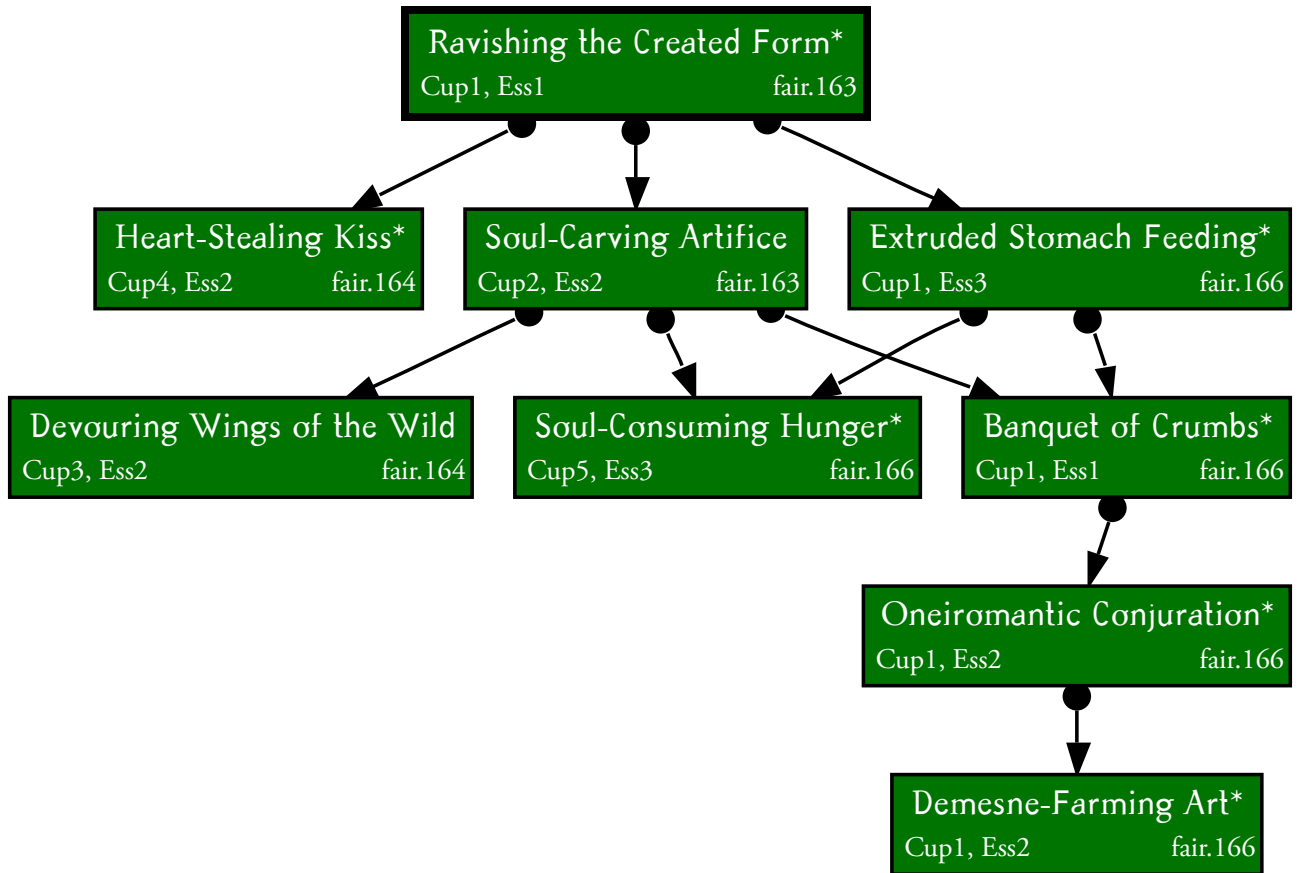 Ravishing the Created Form*
Cup1, Ess1 fair.163
Heart-Stealing Kiss*
Cup4, Ess2 fair.164
Soul-Carving Artifice
Cup2, Ess2 fair.163
Extruded Stomach Feeding*
Cup1, Ess3 fair.166
Devouring Wings of the Wild
Cup3, Ess2 fair.164
Soul-Consuming Hunger*
Cup5, Ess3 fair.166
Banquet of Crumbs*
Cup1, Ess1 fair.166
Oneiromantic Conjuration*
Cup1, Ess2 fair.166
Demesne-Farming Art*
Cup1, Ess2 fair.166